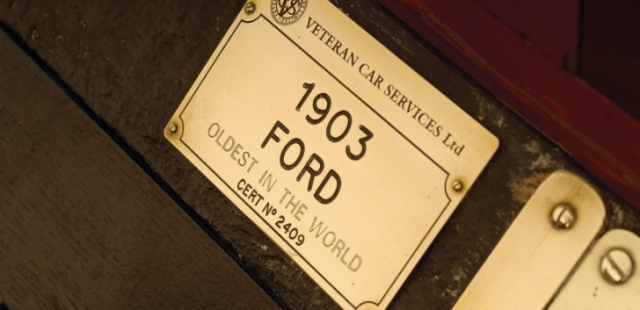 VETERAN CAR SERVICES Ltd
1903
FORD
OLDEST IN THE WORLD
CERT Nº 2409